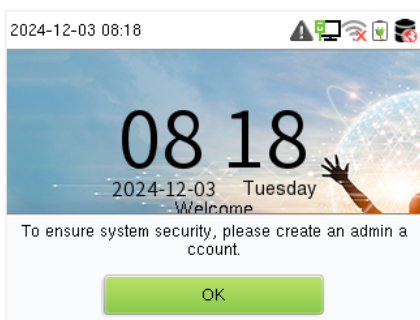 2024-12-03 08:18
08 18
2024-12-03 Tuesday
Welcome
To ensure system security, please create an admin a
ccount.
OK